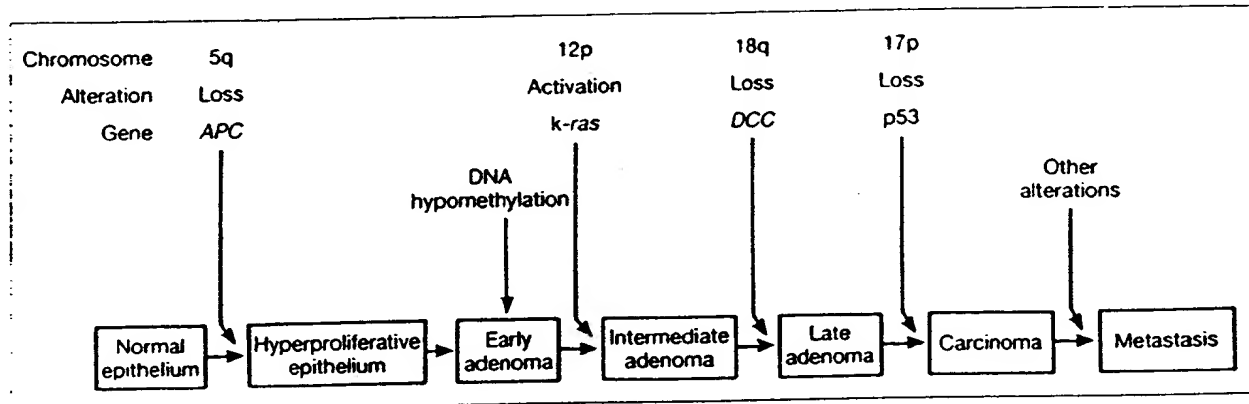 Chromosome 5q 12p 18q 17p
Alteration Loss Activation Loss Loss
Gene APC k-ras DCC p53
DNA
hypomethylation
Other
alterations
Normal
epithelium
Hyperproliferative
epithelium
Early
adenoma
Intermediate
adenoma
Late
adenoma
Carcinoma
Metastasis